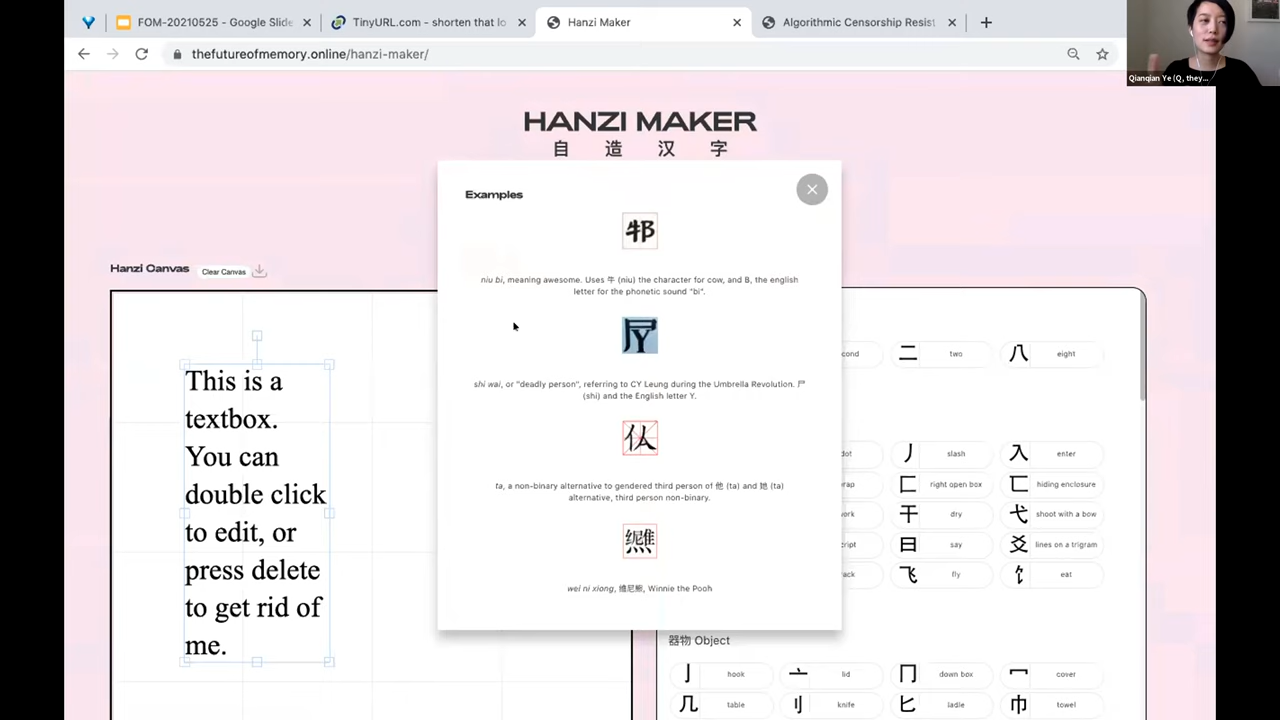 FOM-20210525 - Google Slide
TinyURL.com - shorten that lo
Hanzi Maker
Algorithmic Censorship Resist
thefutureofmemory.online/hanzi-maker/
Qianqian Ye (Q, they...
HANZI MAKER
自 造 汉 字
Hanzi Canvas
Clear Canvas
This is a
textbox.
You can
double click
to edit, or
press delete
to get rid of
me.
Examples
niu bi, meaning awesome. Uses 牛 (niu) the character for cow, and B, the english
letter for the phonetic sound "bi".
shi wai, or "deadly person", referring to CY Leung during the Umbrella Revolution. 尸
(shi) and the English letter Y.
ta, a non-binary alternative to gendered third person of 他 (ta) and 她 (ta)
alternative, third person non-binary.
wei ni xiong, 维尼熊, Winnie the Pooh
cond 二 two 八 eight
dot 丿 slash 入 enter
rap 匚 right open box 匸 hiding enclosure
ork 干 dry 弋 shoot with a bow
cript 曰 say 爻 lines on a trigram
ack 飞 fly 饣 eat
器物 Object
亅 hook 亠 lid 冂 down box 冖 cover
几 table 刂 knife 匕 ladle 巾 towel